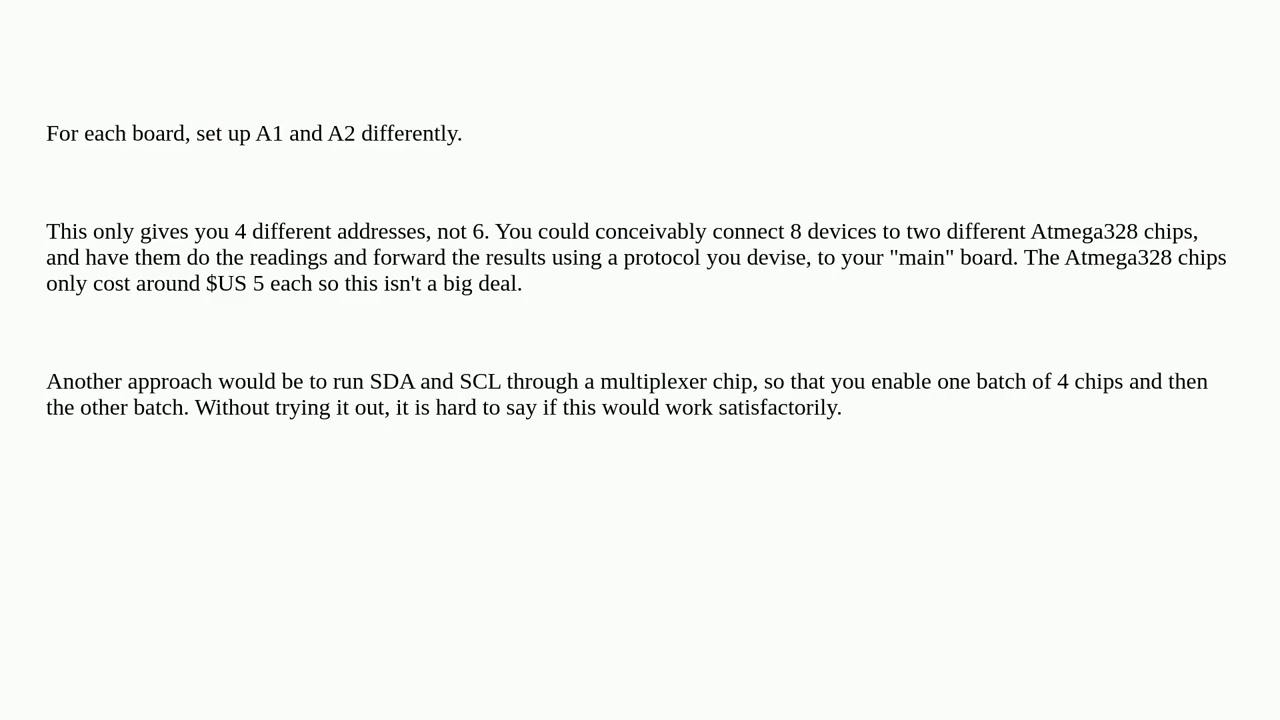 For each board, set up A1 and A2 differently.
This only gives you 4 different addresses, not 6. You could conceivably connect 8 devices to two different Atmega328 chips,
and have them do the readings and forward the results using a protocol you devise, to your "main" board. The Atmega328 chips
only cost around $US 5 each so this isn't a big deal.
Another approach would be to run SDA and SCL through a multiplexer chip, so that you enable one batch of 4 chips and then
the other batch. Without trying it out, it is hard to say if this would work satisfactorily.